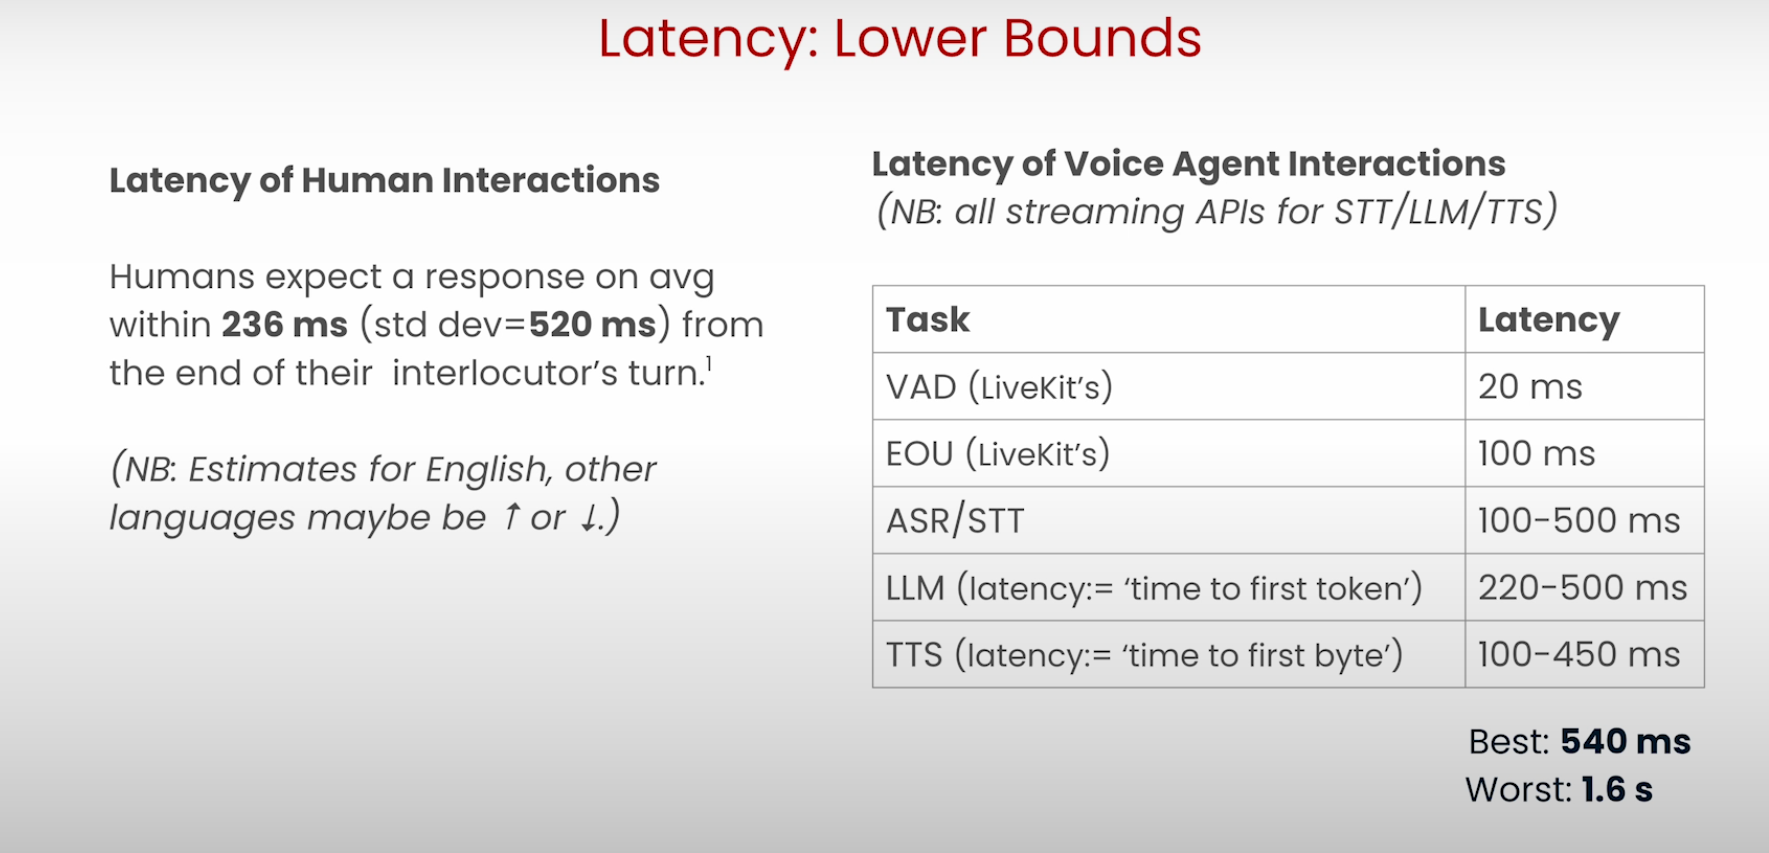 Latency: Lower Bounds
Latency of Human Interactions
Humans expect a response on avg
within 236 ms (std dev=520 ms) from
the end of their interlocutor’s turn.¹
(NB: Estimates for English, other
languages maybe be ↑ or ↓.)
Latency of Voice Agent Interactions
(NB: all streaming APIs for STT/LLM/TTS)
Task Latency
VAD (LiveKit’s) 20 ms
EOU (LiveKit’s) 100 ms
ASR/STT 100-500 ms
LLM (latency:= ‘time to first token’) 220-500 ms
TTS (latency:= ‘time to first byte’) 100-450 ms
Best: 540 ms
Worst: 1.6 s